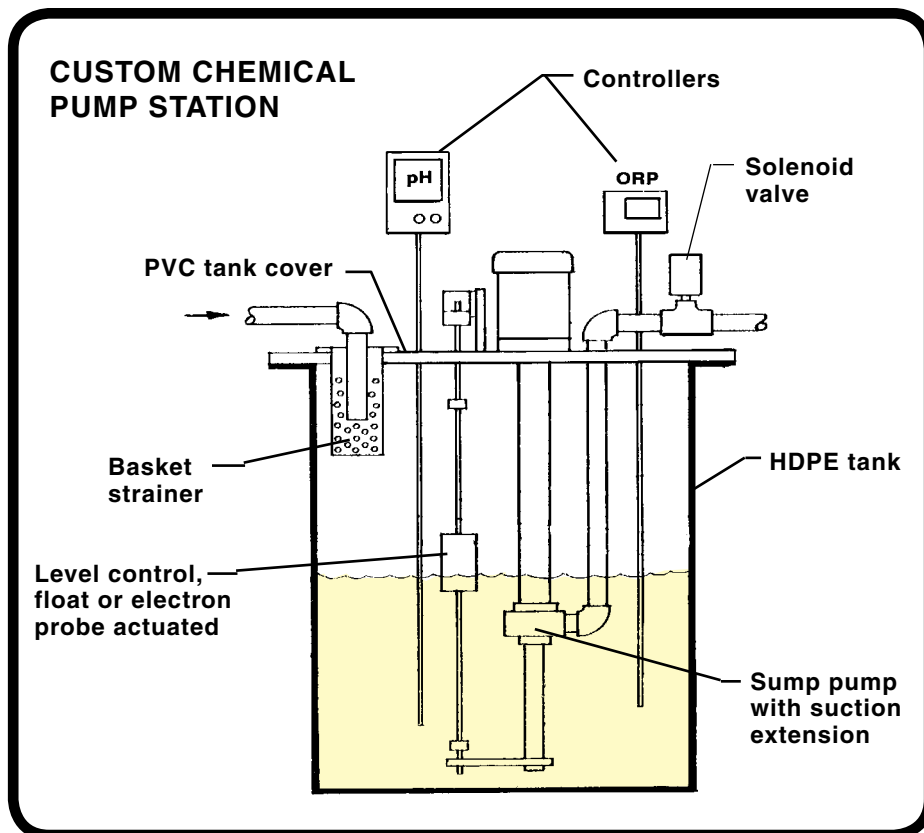 CUSTOM CHEMICAL
PUMP STATION
Controllers
pH
ORP
Solenoid
valve
PVC tank cover
Basket
strainer
HDPE tank
Level control,
float or electron
probe actuated
Sump pump
with suction
extension